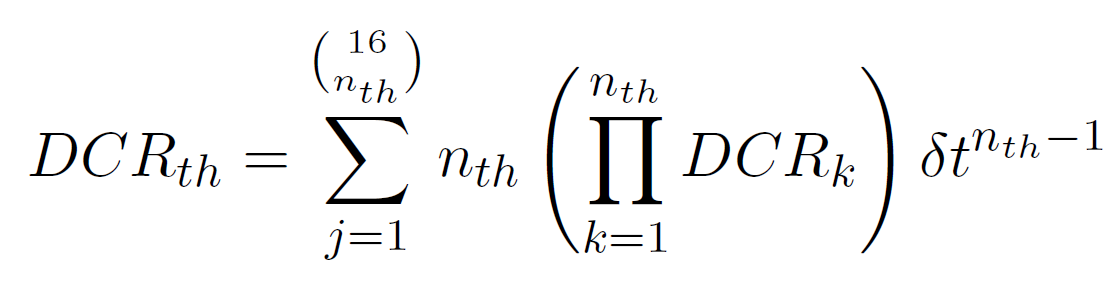 DCR_{th} = \sum_{j=1}^{\binom{16}{n_{th}}} n_{th} \left( \prod_{k=1}^{n_{th}} DCR_k \right) \delta t^{n_{th}-1}